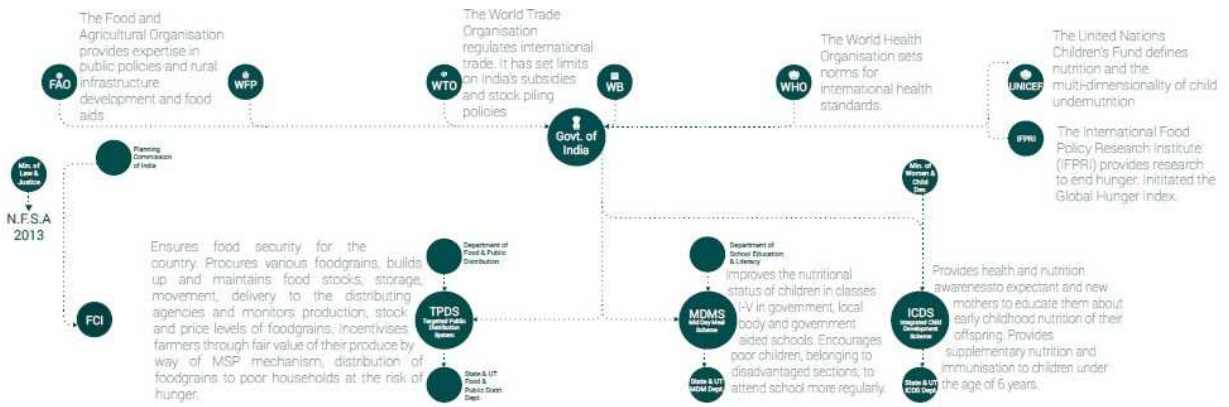 The Food and
Agricultural Organisation
provides expertise in
public policies and rural
infrastructure
development and food
aids
FAO
WFP
The World Trade
Organisation
regulates international
trade. It has set limits
on India's subsidies
and stock piling
policies
WTO
WB
The World Health
Organisation sets
norms for
international health
standards.
WHO
The United Nations
Children's Fund defines
nutrition and the
multi-dimensionality of child
undernutrition
UNICEF
Govt. of
India
IFPRI
The International Food
Policy Research Institute
(IFPRI) provides research
to end hunger. Inititated the
Global Hunger Index.
Planning
Commission
of India
Min. of
Law &
Justice
N.F.S.A
2013
Min. of
Women &
Child
Dev.
FCI
Ensures food security for the
country. Procures various foodgrains, builds
up and maintains food stocks, storage,
movement, delivery to the distributing
agencies and monitors production, stock
and price levels of foodgrains. Incentivises
farmers through fair value of their produce by
way of MSP mechanism, distribution of
foodgrains to poor households at the risk of
hunger.
Department of
Food & Public
Distribution
TPDS
Targeted Public
Distribution
System
State & UT
Food &
Public Distri.
Dept.
Department of
School Education
& Literacy
MDMS
Mid Day Meal
Scheme
State & UT
MDM Dept.
Improves the nutritional
status of children in classes
I-V in government, local
body and government
aided schools. Encourages
poor children, belonging to
disadvantaged sections, to
attend school more regularly.
ICDS
Integrated Child
Development
Scheme
State & UT
ICDS Dept.
Provides health and nutrition
awarenessto expectant and new
mothers to educate them about
early childhood nutrition of their
offspring. Provides
supplementary nutrition and
immunisation to children under
the age of 6 years.